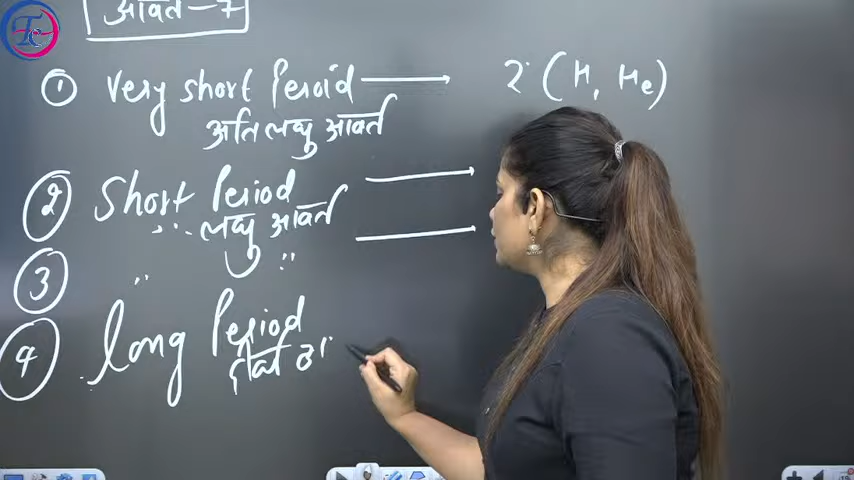 आवर्त - 7
① Very short Peroid → 2 (H, He)
अति लघु आवर्त
② Short Period →
" लघु आवर्त
③ " " →
④ long Period